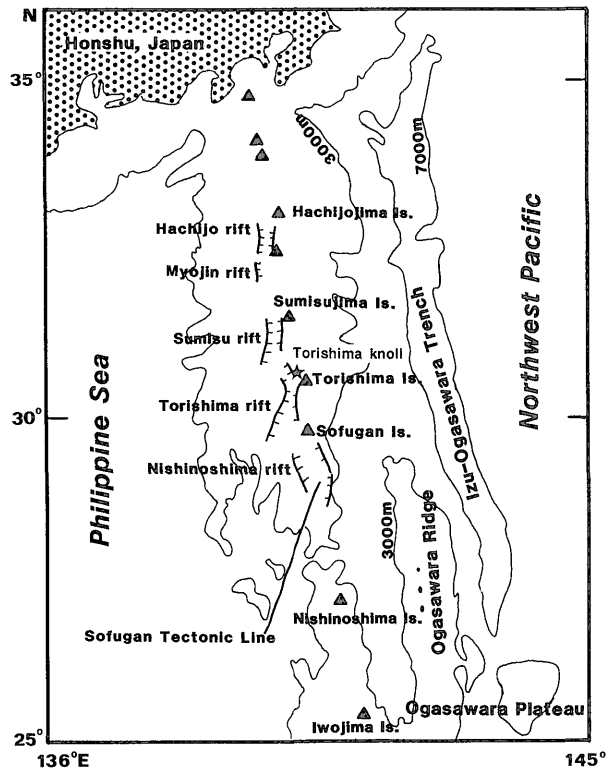 N
Honshu, Japan
35°
3000m
7000m
Hachijojima Is.
Hachijo rift
Myojin rift
Northwest Pacific
Sumisujima Is.
Sumisu rift
Torishima knoll
Torishima Is.
Torishima rift
Izu-Ogasawara Trench
30°
Sofugan Is.
Philippine Sea
Nishinoshima rift
3000m
Ogasawara Ridge
Nishinoshima Is.
Sofugan Tectonic Line
Ogasawara Plateau
Iwojima Is.
25
136°E
145°